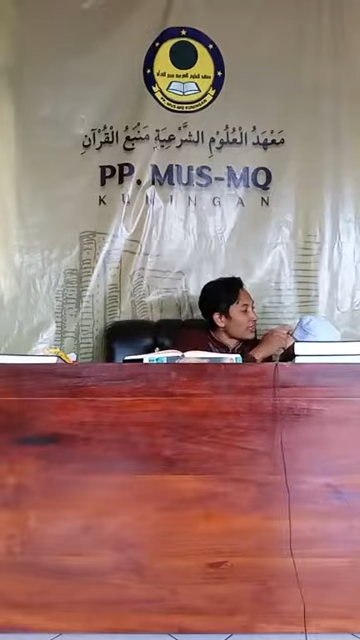 مَعْهَدُ الْعُلُوْمِ الشَّرْعِيَّةِ مَنْبَعُ الْقُرْآنِ
PP. MUS-MQ
KUNINGAN